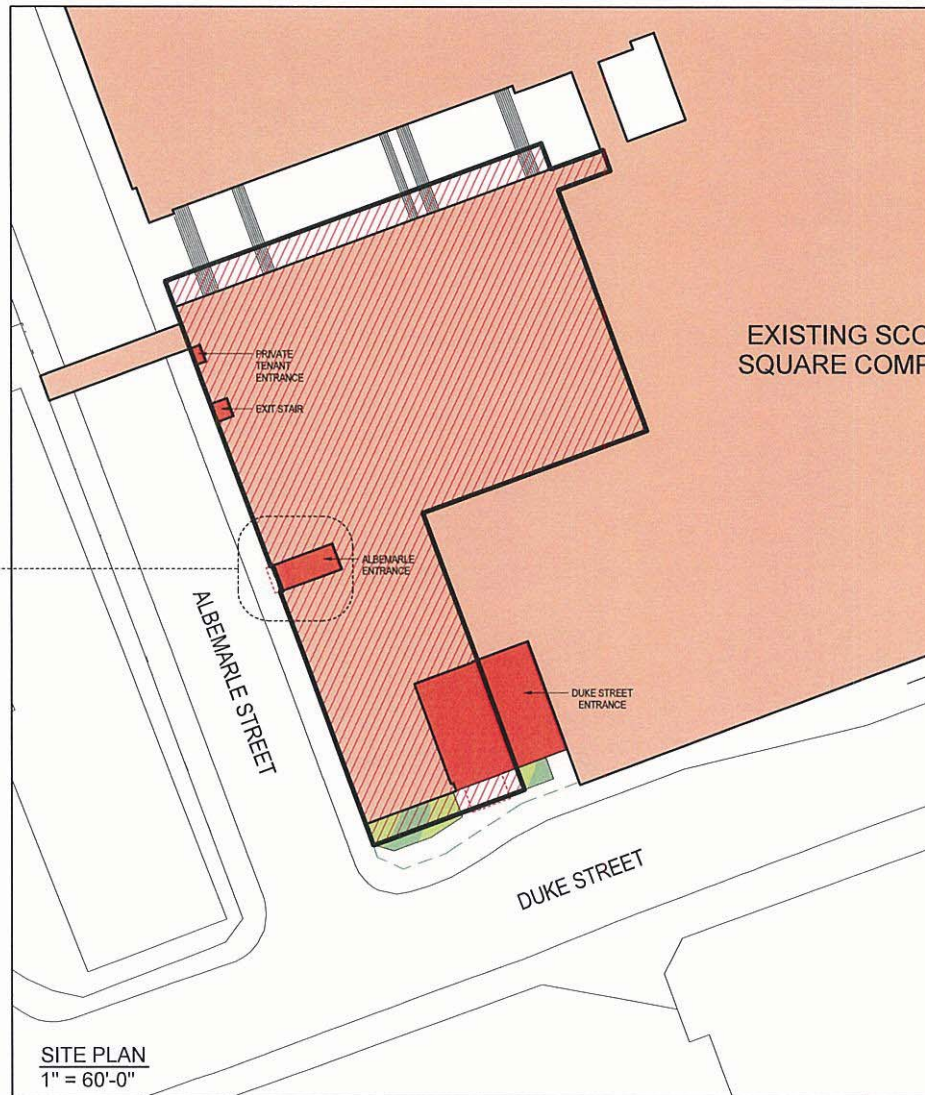 EXISTING SCO
SQUARE COMP
PRIVATE
TENANT
ENTRANCE
EXIT STAIR
ALBEMARLE
ENTRANCE
ALBEMARLE STREET
DUKE STREET
ENTRANCE
DUKE STREET
SITE PLAN
1" = 60'-0"